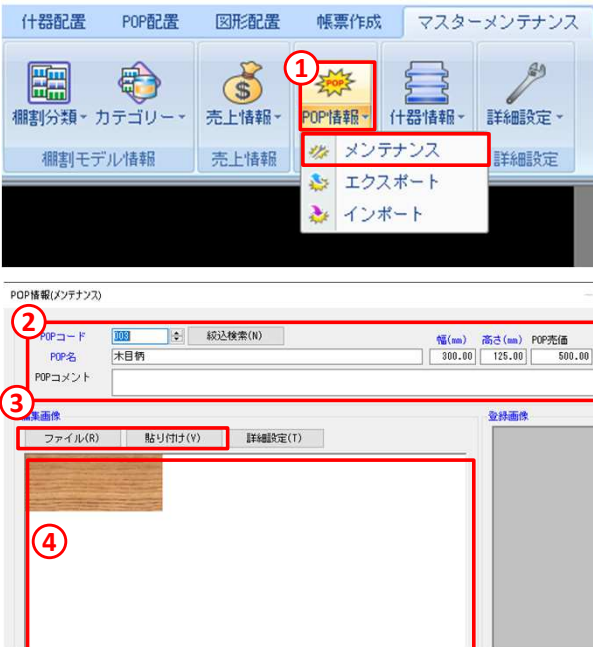 什器配置 POP配置 図形配置 帳票作成 マスターメンテナンス
1
POP
棚割分類 カテゴリー 売上情報 POP情報 什器情報 詳細設定
棚割モデル情報 売上情報 詳細設定
メンテナンス
エクスポート
インポート
POP情報(メンテナンス)
2
POPコード 003 絞込検索(N) 幅(mm) 高さ(mm) POP売価
POP名 木目柄 300.00 125.00 500.00
POPコメント
3
編集画像 登録画像
ファイル(R) 貼り付け(V) 詳細設定(T)
4